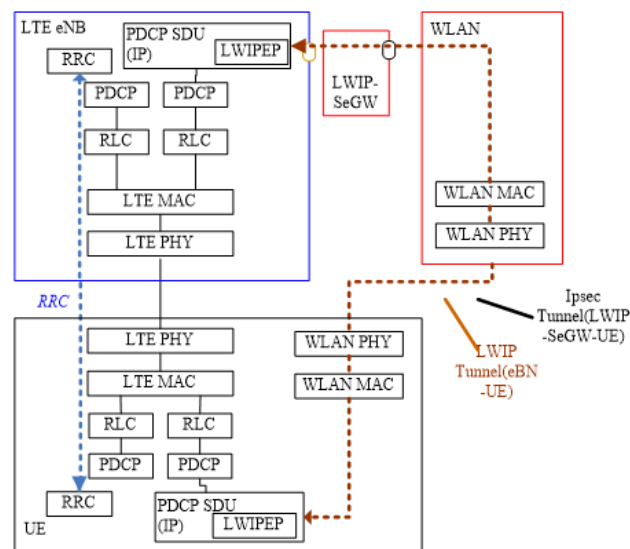 LTE eNB
PDCP SDU
(IP)
LWIPEP
RRC
PDCP
PDCP
RLC
RLC
LTE MAC
LTE PHY
LWIP-
SeGW
WLAN
WLAN MAC
WLAN PHY
RRC
Ipsec
Tunnel(LWIP
-SeGW-UE)
LWIP
Tunnel(eBN
-UE)
LTE PHY
LTE MAC
RLC
RLC
PDCP
PDCP
WLAN PHY
WLAN MAC
RRC
PDCP SDU
(IP)
LWIPEP
UE